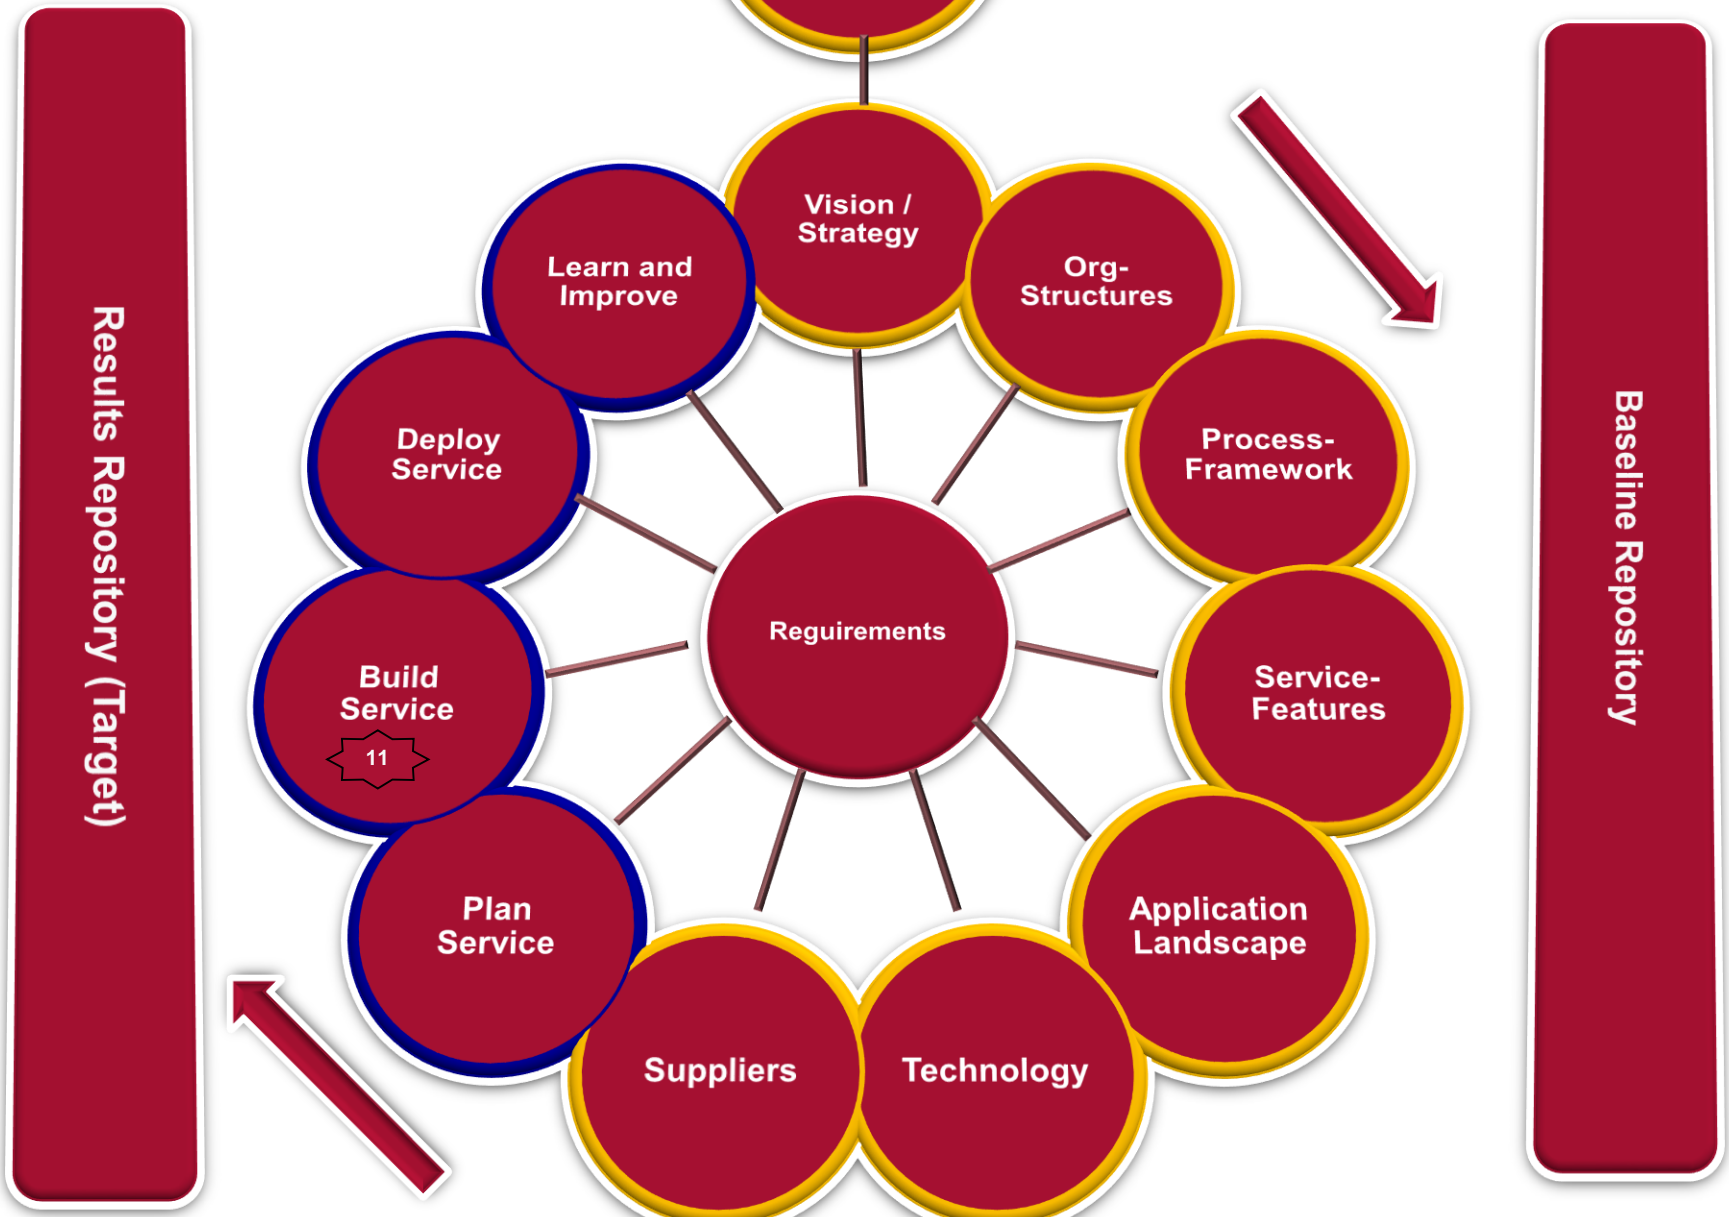 Vision /
Strategy
Org-
Structures
Process-
Framework
Service-
Features
Application
Landscape
Technology
Suppliers
Plan
Service
Build
Service
11
Deploy
Service
Learn and
Improve
Reguirements
Results Repository (Target)
Baseline Repository